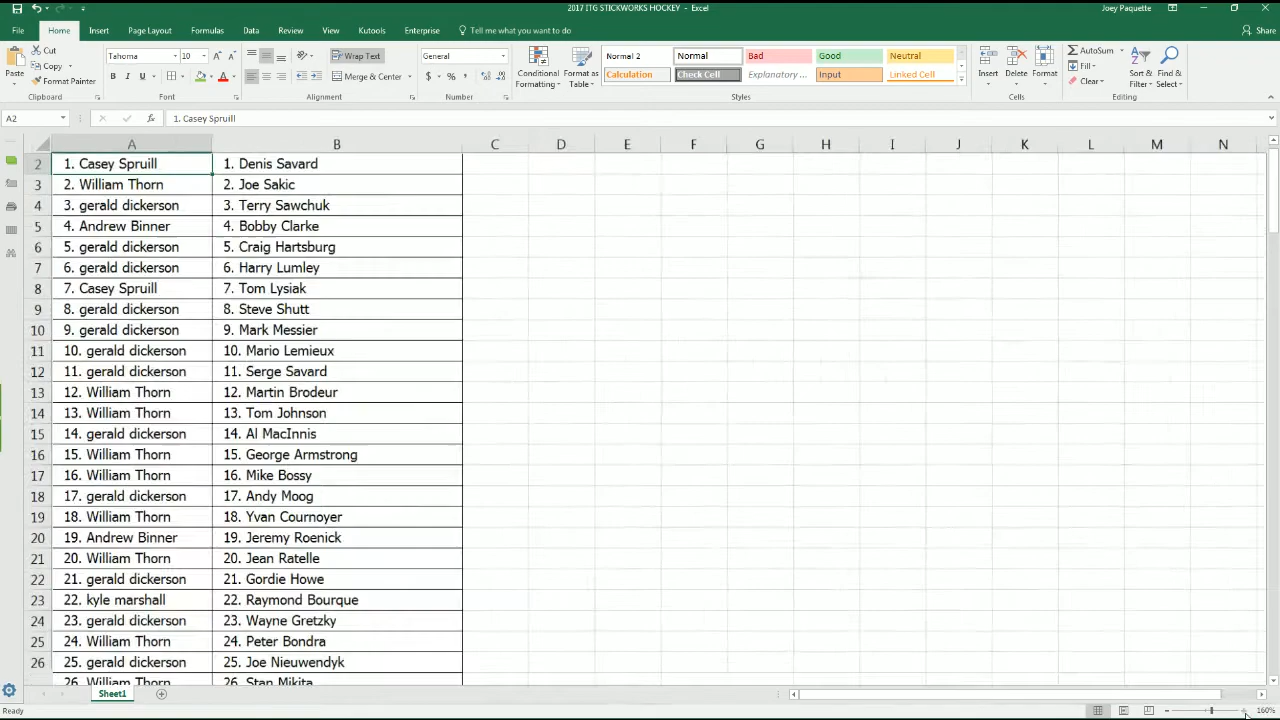 2017 ITG STICKWORKS HOCKEY - Excel
Joey Paquette
File Home Insert Page Layout Formulas Data Review View Kutools Enterprise Tell me what you want to do Share
Paste
Cut
Copy
Format Painter
Clipboard
Tahoma 10
B I U A
Font
Wrap Text
Merge & Center
Alignment
General
$ % ,
Number
Conditional Formatting
Format as Table
Normal 2 Normal Bad Good Neutral
Calculation Check Cell Explanatory ... Input Linked Cell
Styles
Insert Delete Format
Cells
AutoSum
Fill
Clear
Sort & Filter
Find & Select
Editing
A2 fx 1. Casey Spruill
A B C D E F G H I J K L M N
2 1. Casey Spruill 1. Denis Savard
3 2. William Thorn 2. Joe Sakic
4 3. gerald dickerson 3. Terry Sawchuk
5 4. Andrew Binner 4. Bobby Clarke
6 5. gerald dickerson 5. Craig Hartsburg
7 6. gerald dickerson 6. Harry Lumley
8 7. Casey Spruill 7. Tom Lysiak
9 8. gerald dickerson 8. Steve Shutt
10 9. gerald dickerson 9. Mark Messier
11 10. gerald dickerson 10. Mario Lemieux
12 11. gerald dickerson 11. Serge Savard
13 12. William Thorn 12. Martin Brodeur
14 13. William Thorn 13. Tom Johnson
15 14. gerald dickerson 14. Al MacInnis
16 15. William Thorn 15. George Armstrong
17 16. William Thorn 16. Mike Bossy
18 17. gerald dickerson 17. Andy Moog
19 18. William Thorn 18. Yvan Cournoyer
20 19. Andrew Binner 19. Jeremy Roenick
21 20. William Thorn 20. Jean Ratelle
22 21. gerald dickerson 21. Gordie Howe
23 22. kyle marshall 22. Raymond Bourque
24 23. gerald dickerson 23. Wayne Gretzky
25 24. William Thorn 24. Peter Bondra
26 25. gerald dickerson 25. Joe Nieuwendyk
26. William Thorn 26. Stan Mikita
Sheet1
Ready 160%